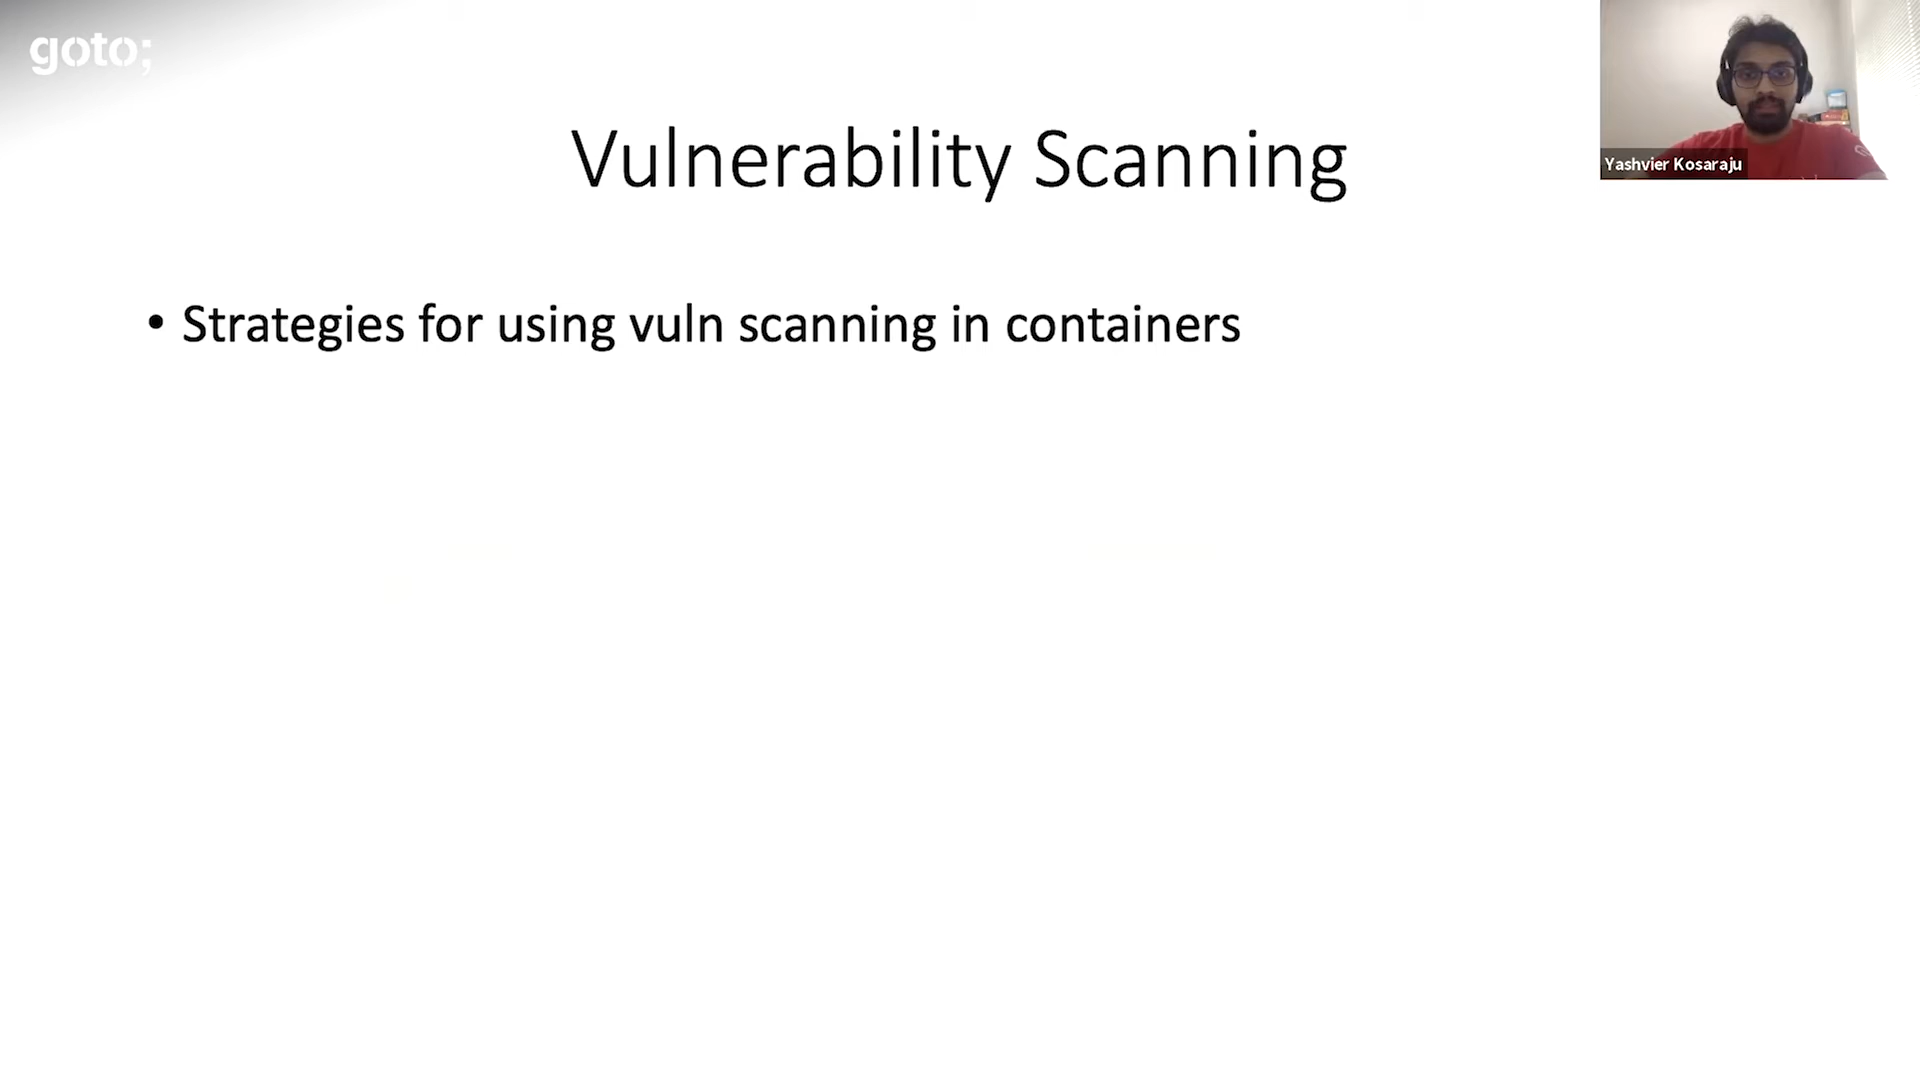 goto;
Yashvier Kosaraju
Vulnerability Scanning
• Strategies for using vuln scanning in containers